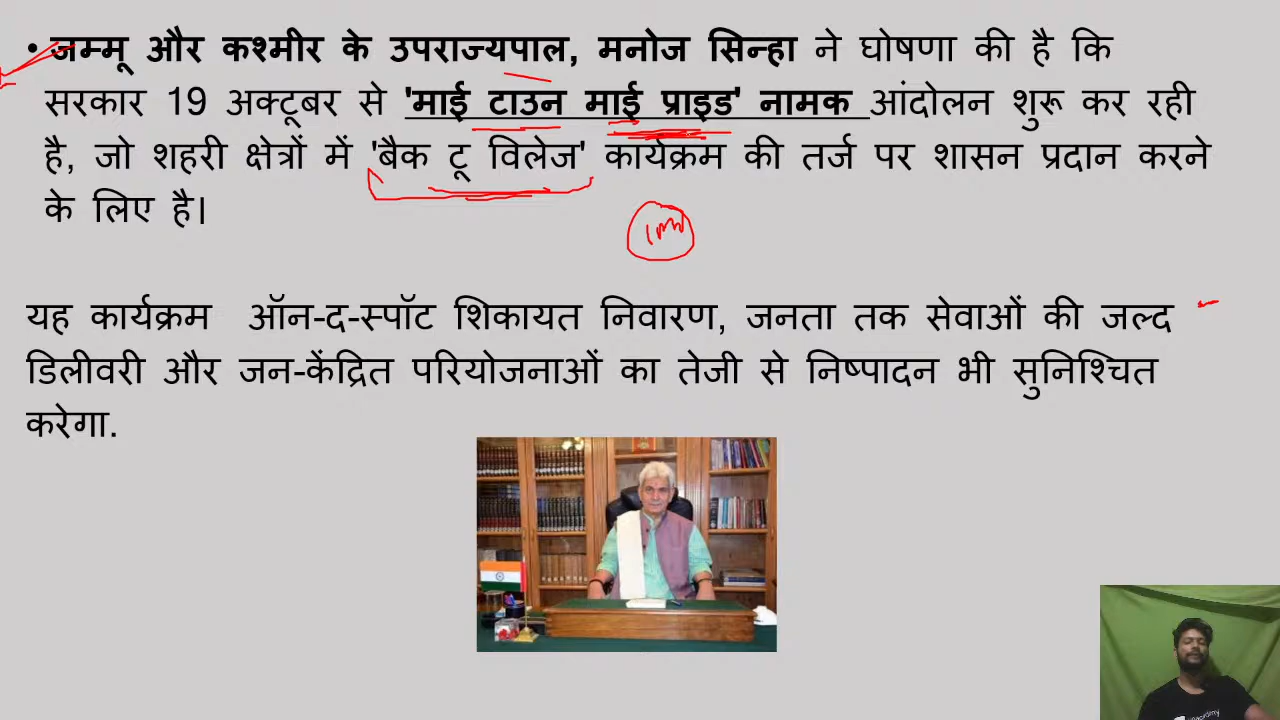 • जम्मू और कश्मीर के उपराज्यपाल, मनोज सिन्हा ने घोषणा की है कि
सरकार 19 अक्टूबर से 'माई टाउन माई प्राइड' नामक आंदोलन शुरू कर रही
है, जो शहरी क्षेत्रों में 'बैक टू विलेज' कार्यक्रम की तर्ज पर शासन प्रदान करने
के लिए है।
यह कार्यक्रम ऑन-द-स्पॉट शिकायत निवारण, जनता तक सेवाओं की जल्द
डिलीवरी और जन-केंद्रित परियोजनाओं का तेजी से निष्पादन भी सुनिश्चित
करेगा.